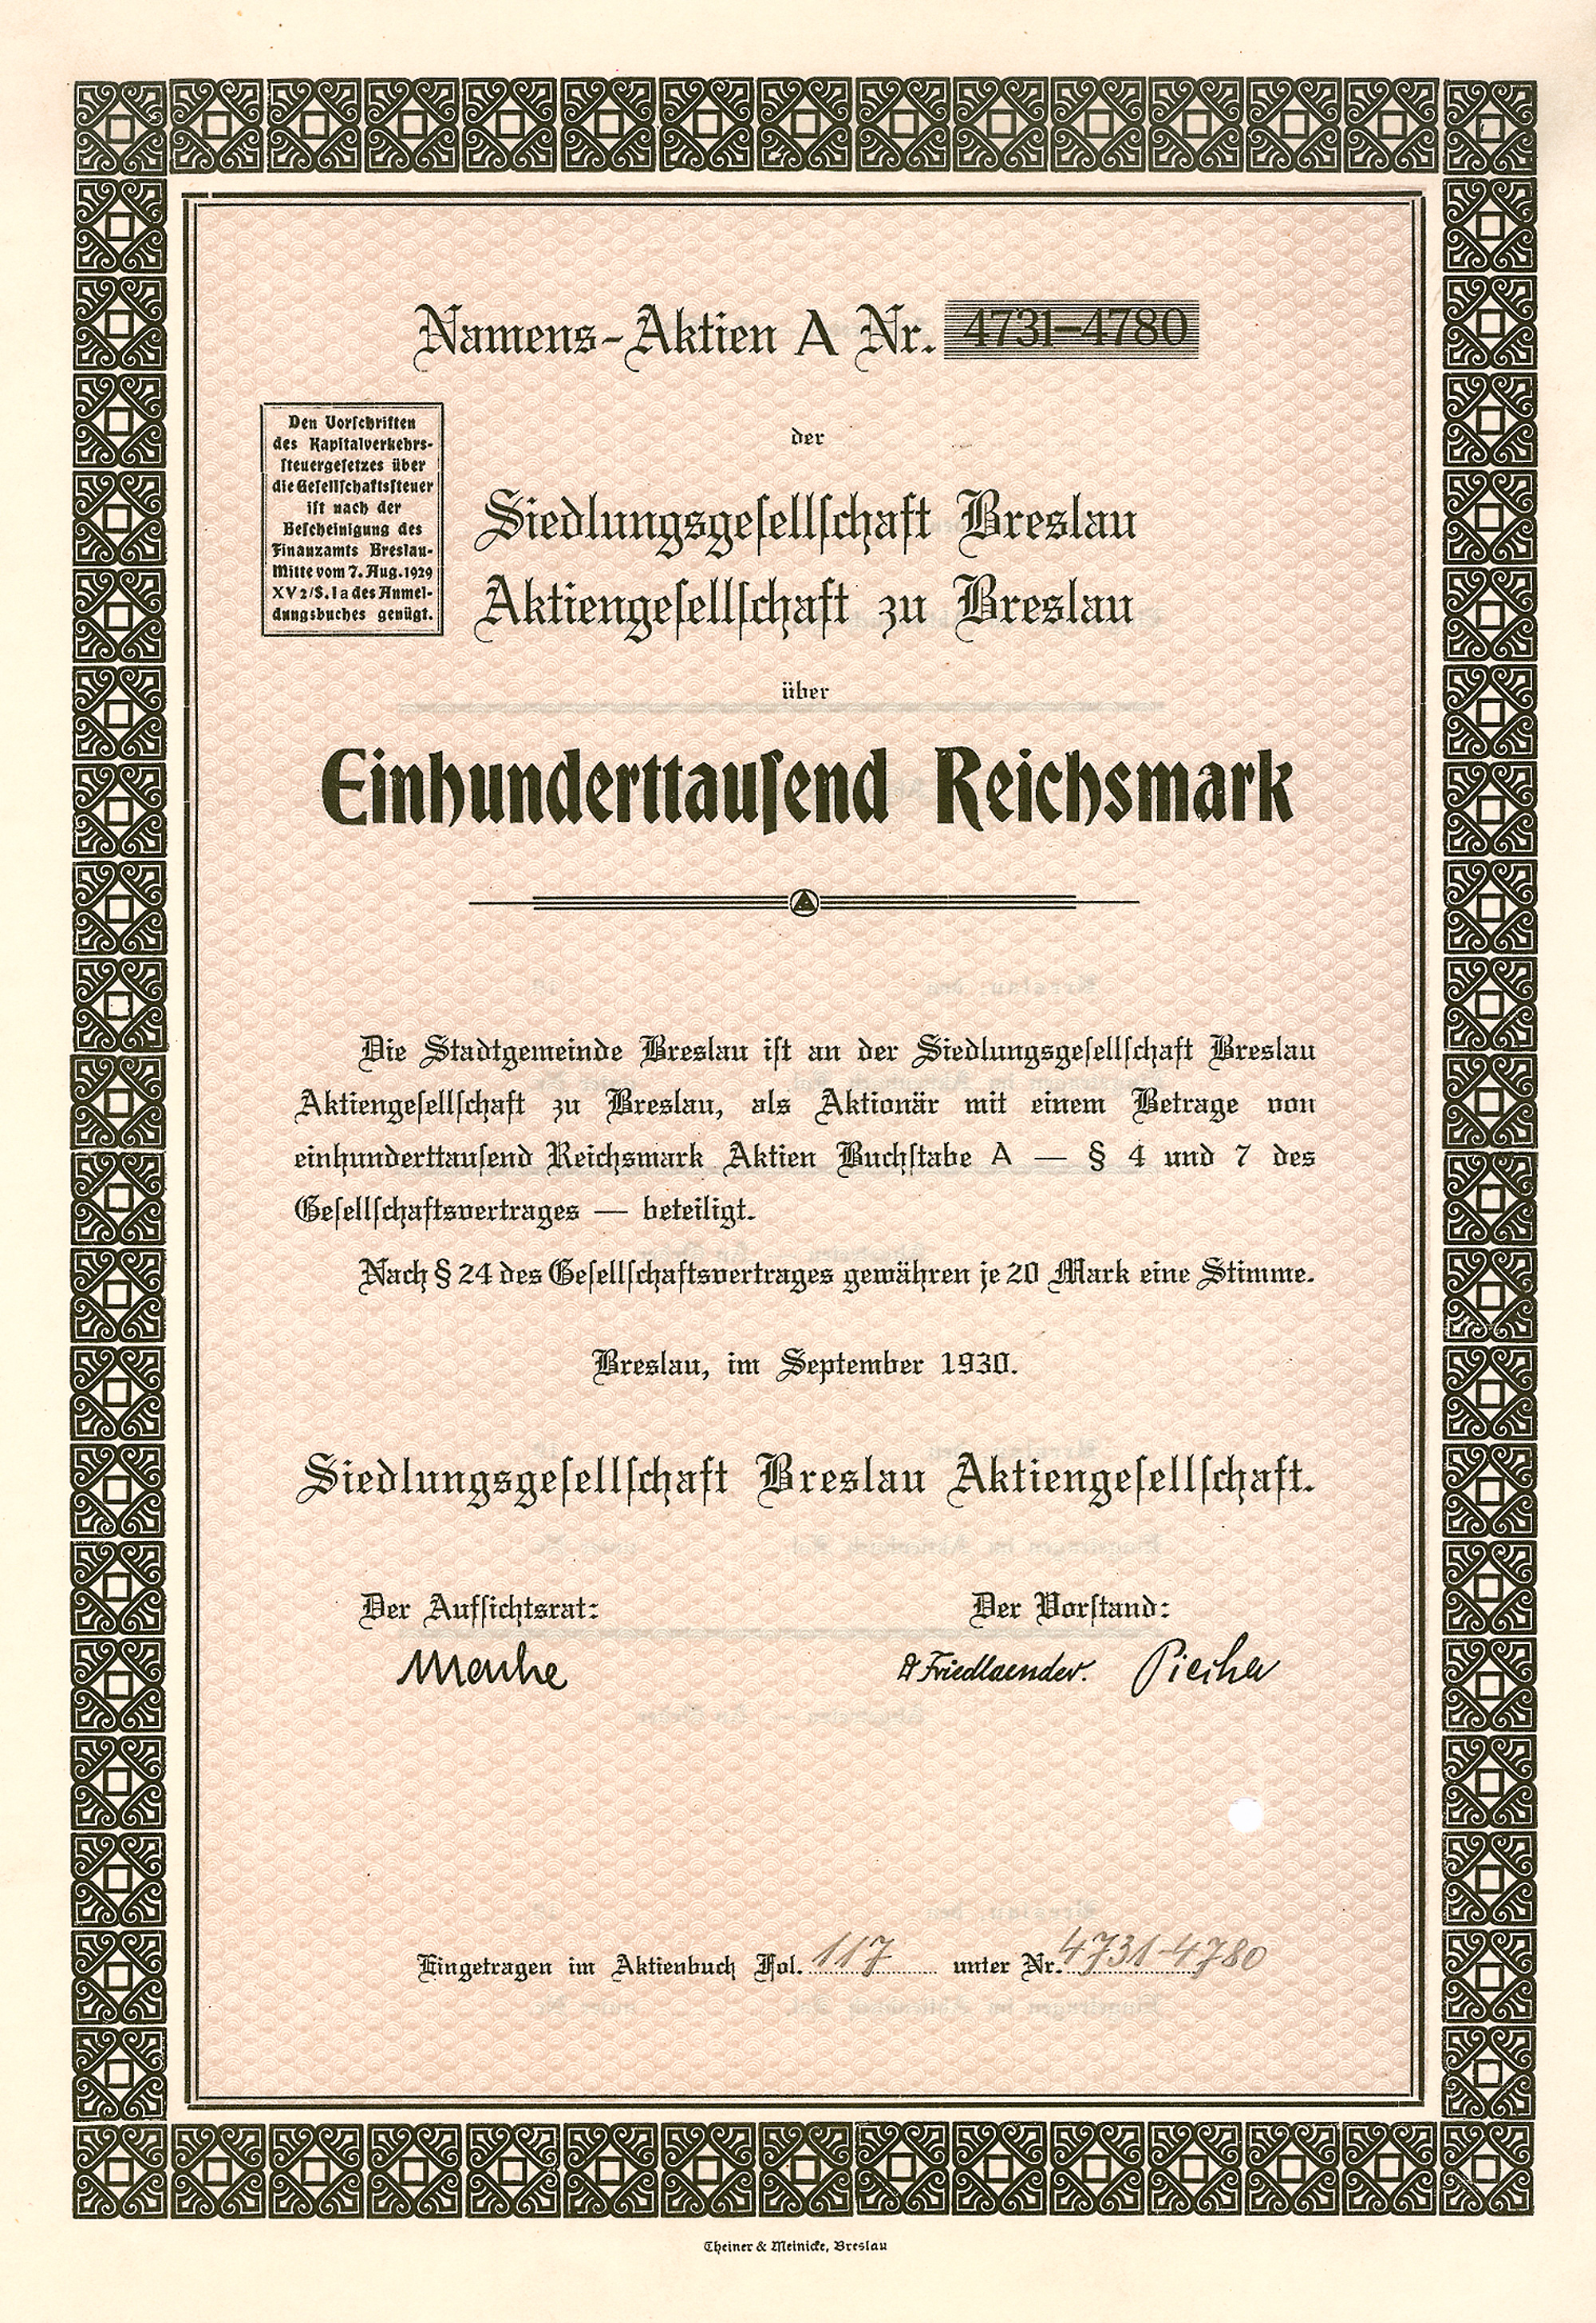 Namens-Aktien A Nr. 4731–4780
der
Siedlungsgeſellſchaft Breslau
Aktiengeſellſchaft zu Breslau
Den Vorſchriften
des Kapitalverkehrs-
ſteuergeſetzes über
die Geſellſchaftsſteuer
iſt nach der
Beſcheinigung des
Finanzamts Breslau-
Mitte vom 7. Aug. 1929
XV 2/S. 1a des Anmel-
dungsbuches genügt.
über
Einhunderttauſend Reichsmark
Die Stadtgemeinde Breslau iſt an der Siedlungsgeſellſchaft Breslau
Aktiengeſellſchaft zu Breslau, als Aktionär mit einem Betrage von
einhunderttauſend Reichsmark Aktien Buchſtabe A — § 4 und 7 des
Geſellſchaftsvertrages — beteiligt.
Nach § 24 des Geſellſchaftsvertrages gewähren je 20 Mark eine Stimme.
Breslau, im September 1930.
Siedlungsgeſellſchaft Breslau Aktiengeſellſchaft.
Der Aufſichtsrat: Der Vorſtand:
Friedlaender.
Eingetragen im Aktienbuch Fol. 117 unter Nr. 4731-4780
Theiner & Meinicke, Breslau